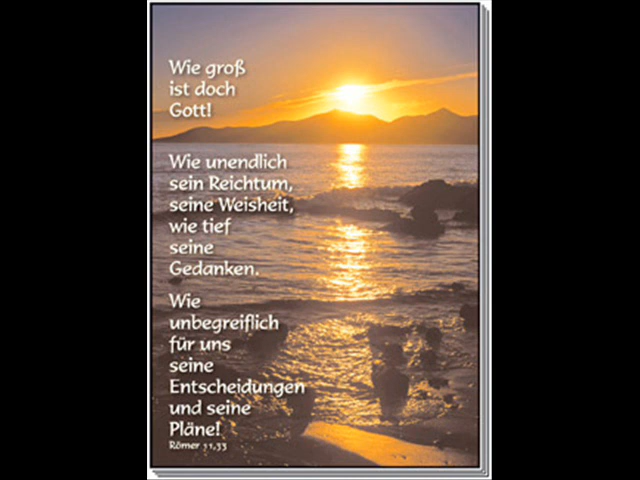 Wie groß
ist doch
Gott!
Wie unendlich
sein Reichtum,
seine Weisheit,
wie tief
seine
Gedanken.
Wie
unbegreiflich
für uns
seine
Entscheidungen
und seine
Pläne!
Römer 11,33